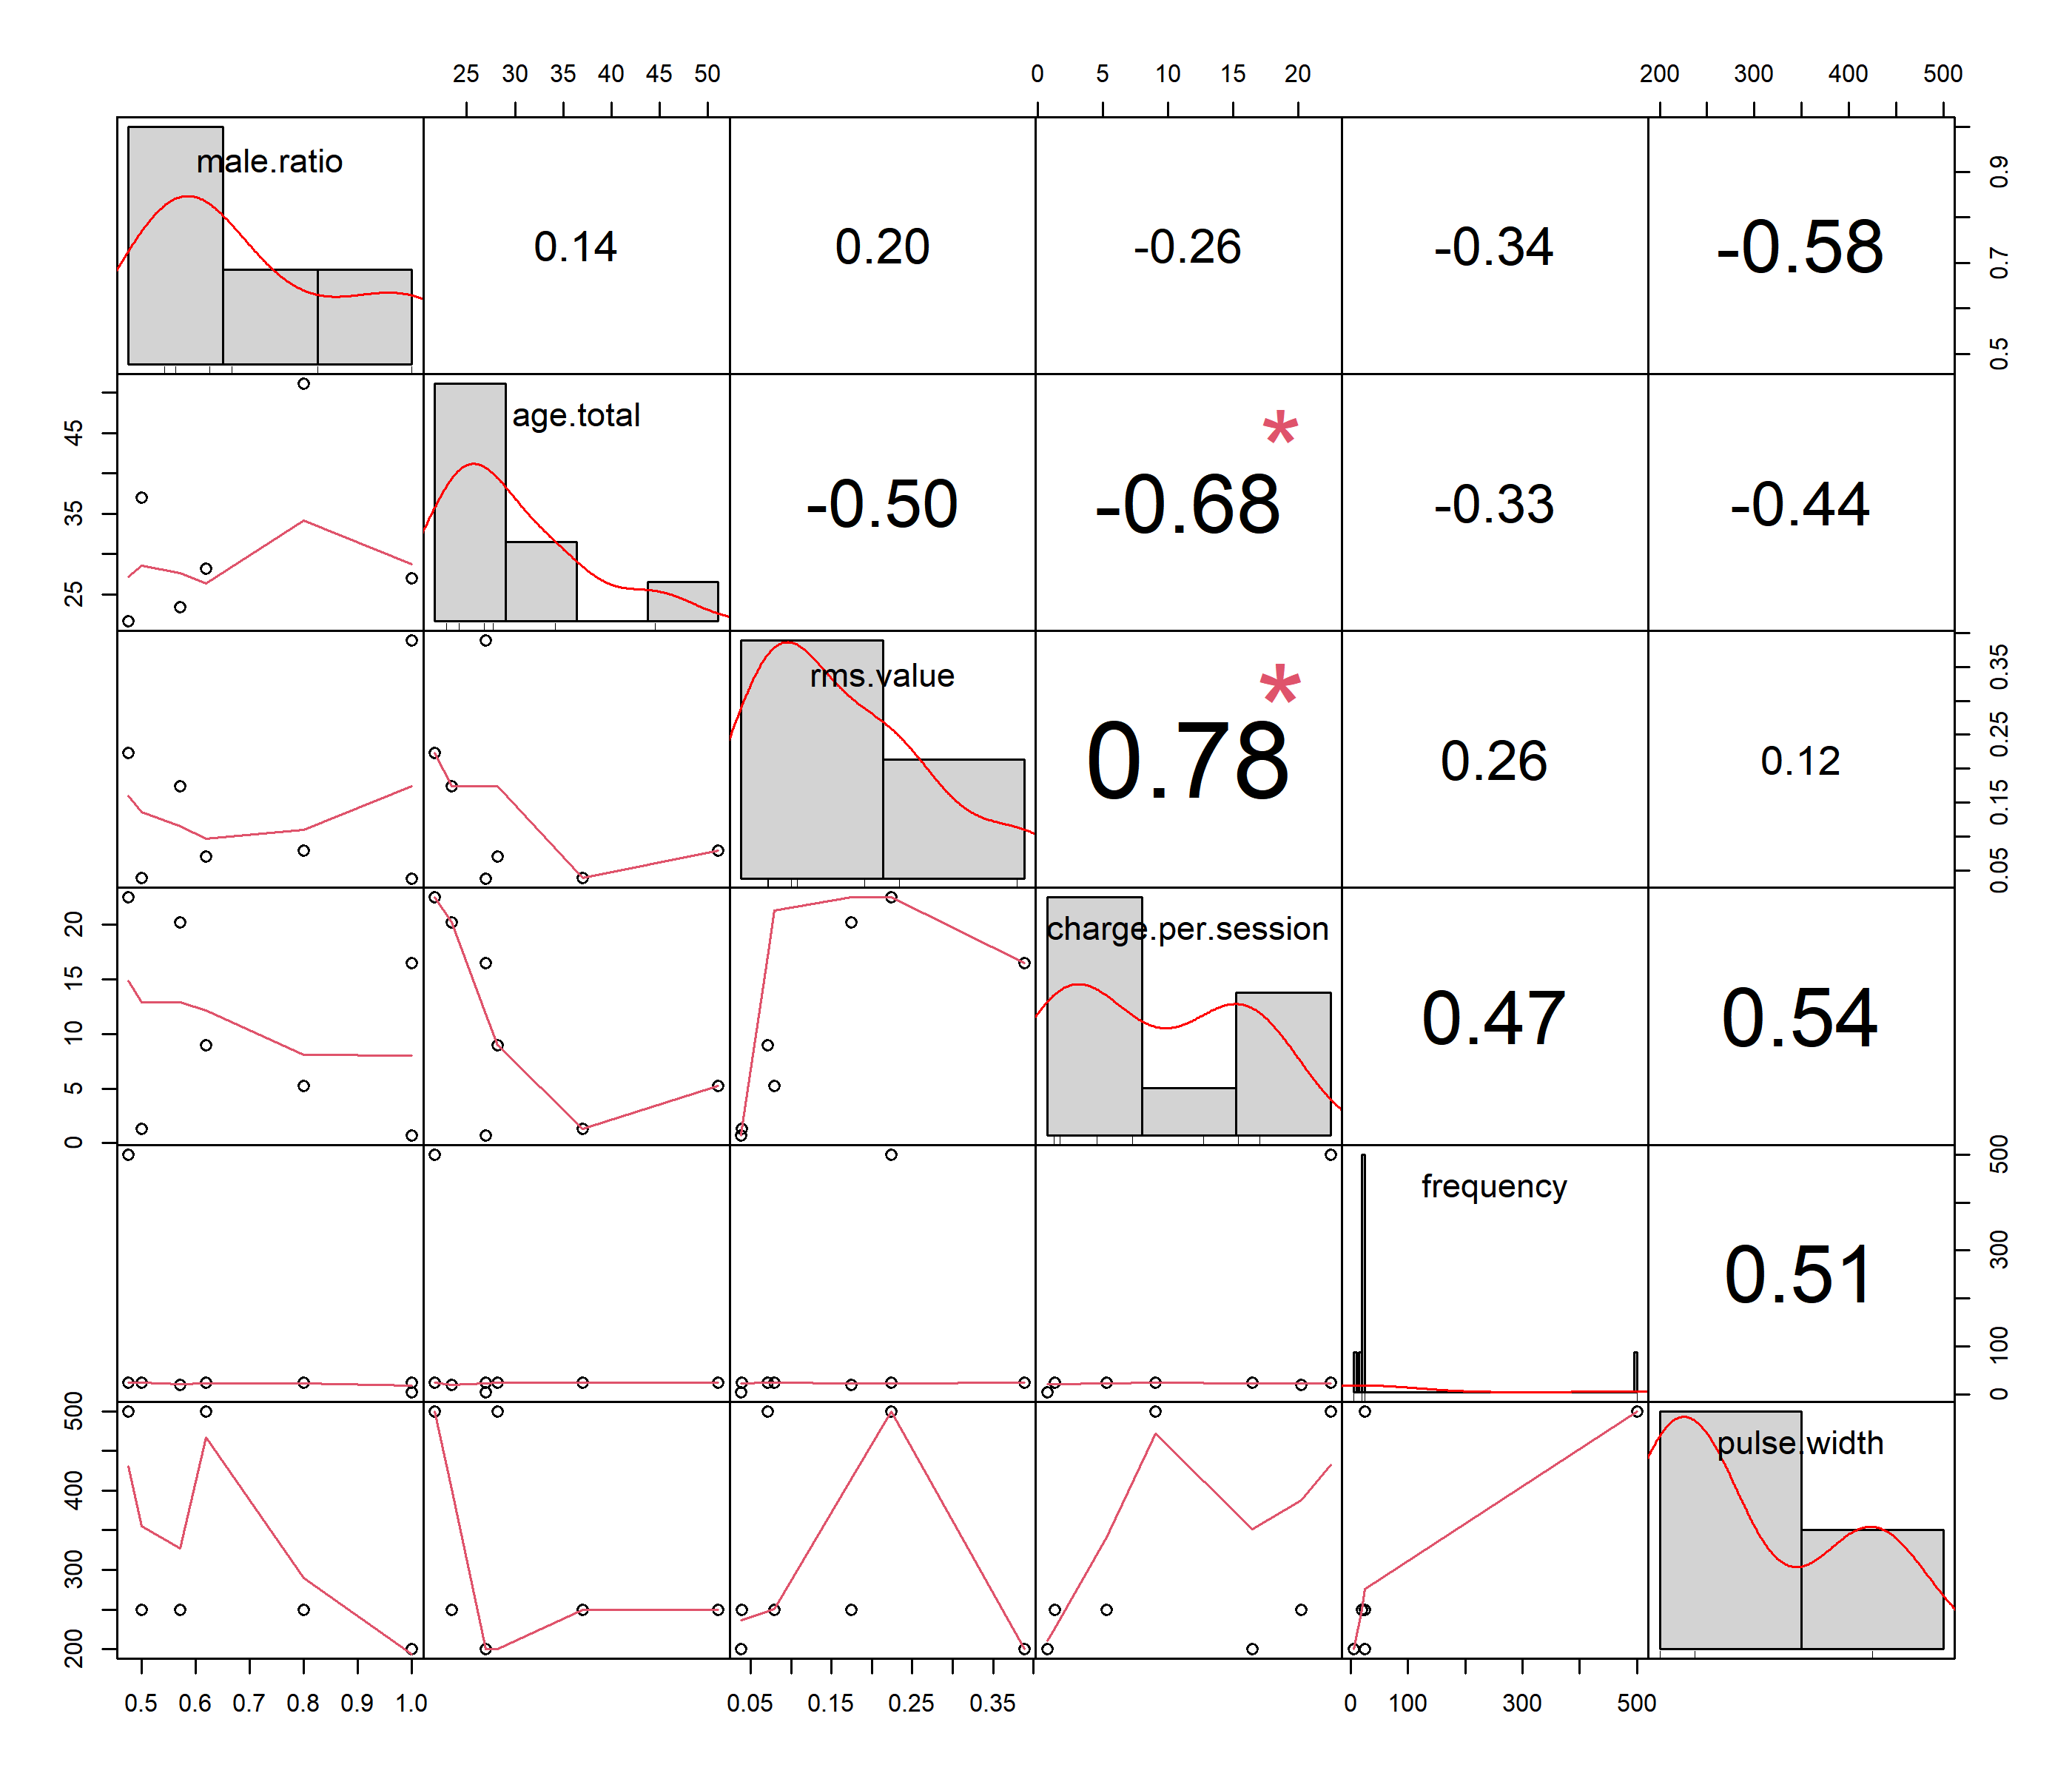 25 30 35 40 45 50 0 5 10 15 20 200 300 400 500
male.ratio 0.14 0.20 -0.26 -0.34 -0.58 0.5 0.7 0.9
25 35 45 age.total -0.50 -0.68 * -0.33 -0.44
rms.value 0.78 * 0.26 0.12 0.05 0.15 0.25 0.35
0 5 10 15 20 charge.per.session 0.47 0.54
frequency 0.51 0 100 300 500
200 300 400 500 pulse.width
0.5 0.6 0.7 0.8 0.9 1.0 0.05 0.15 0.25 0.35 0 100 300 500